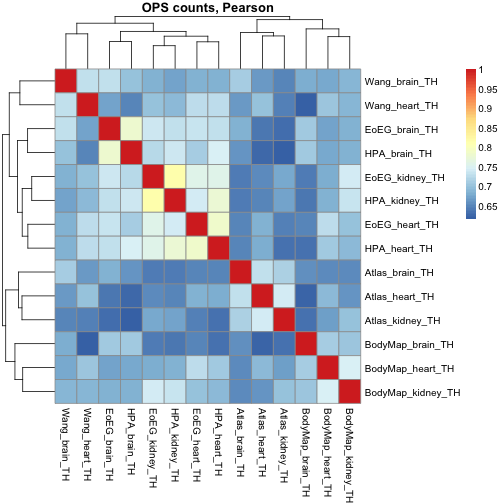 OPS counts, Pearson
1
0.95
0.9
0.85
0.8
0.75
0.7
0.65
Wang_brain_TH
Wang_heart_TH
EoEG_brain_TH
HPA_brain_TH
EoEG_kidney_TH
HPA_kidney_TH
EoEG_heart_TH
HPA_heart_TH
Atlas_brain_TH
Atlas_heart_TH
Atlas_kidney_TH
BodyMap_brain_TH
BodyMap_heart_TH
BodyMap_kidney_TH
Wang_brain_TH
Wang_heart_TH
EoEG_brain_TH
HPA_brain_TH
EoEG_kidney_TH
HPA_kidney_TH
EoEG_heart_TH
HPA_heart_TH
Atlas_brain_TH
Atlas_heart_TH
Atlas_kidney_TH
BodyMap_brain_TH
BodyMap_heart_TH
BodyMap_kidney_TH